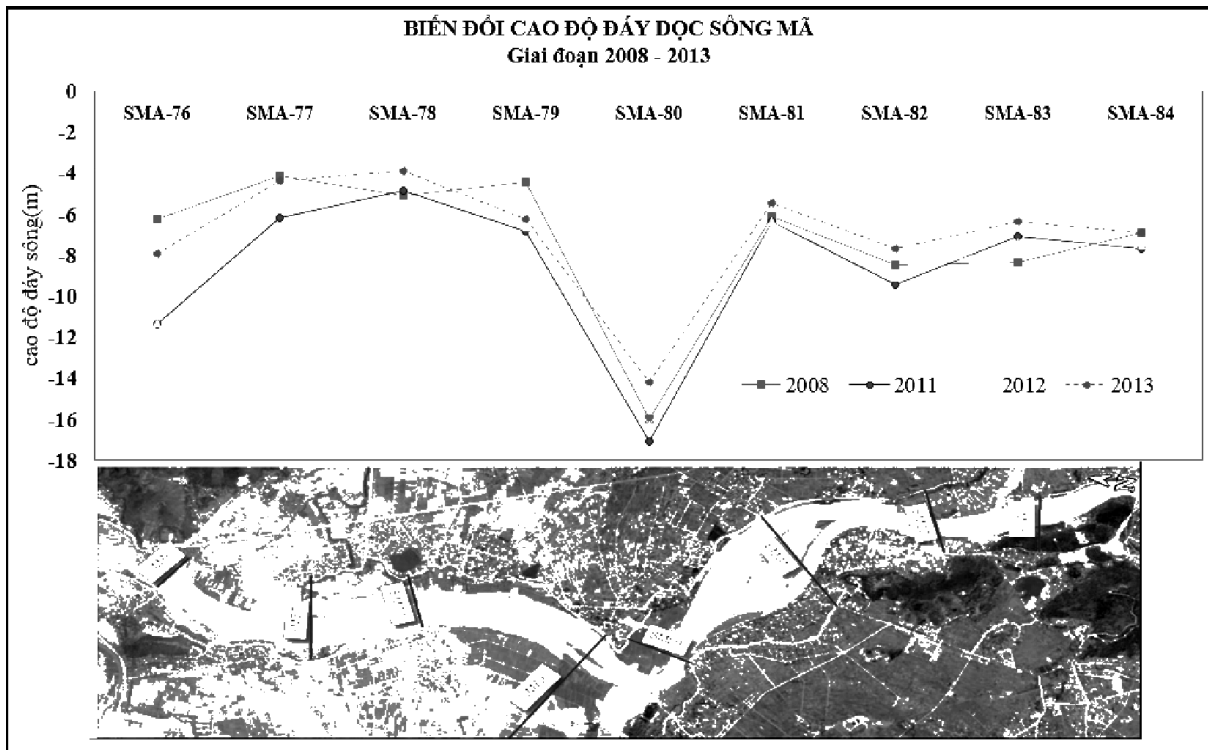 BIẾN ĐỔI CAO ĐỘ ĐÁY DỌC SÔNG MÃ
Giai đoạn 2008 - 2013
0
SMA-76 SMA-77 SMA-78 SMA-79 SMA-80 SMA-81 SMA-82 SMA-83 SMA-84
-2
-4
-6
-8
-10
-12
-14
-16
-18
cao độ đáy sông(m)
2008 2011 2012 2013